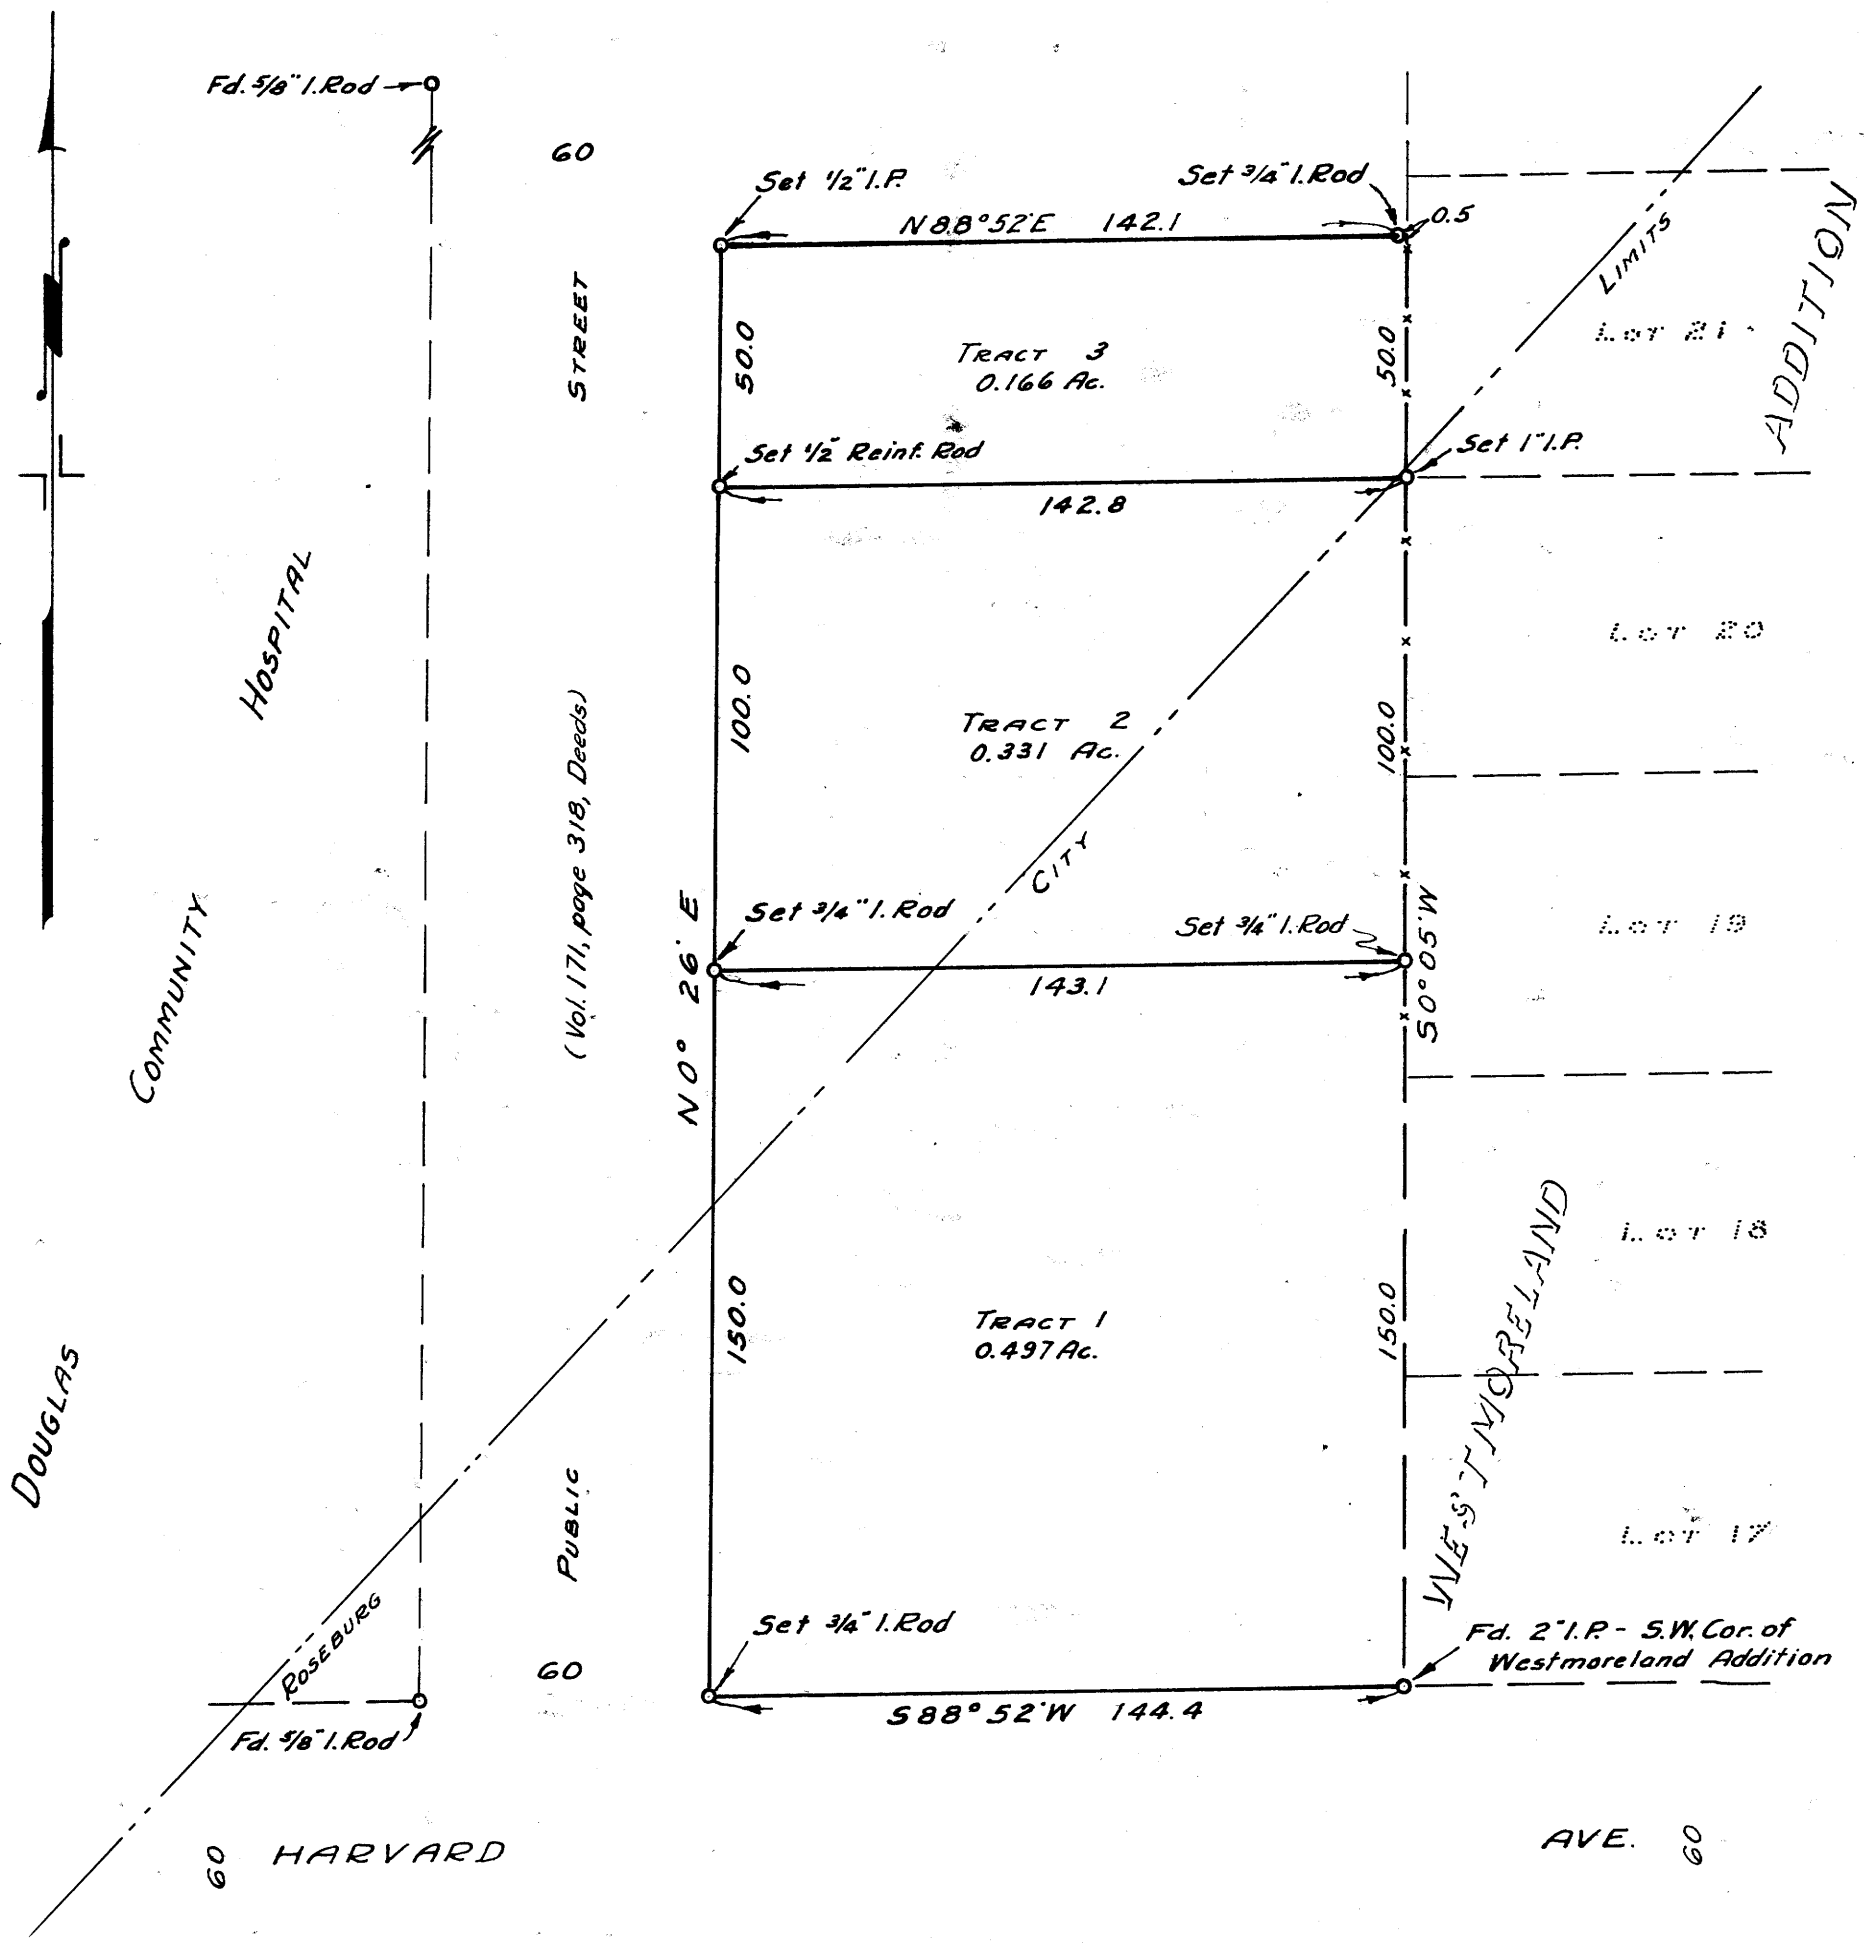 Fd. 5/8" I.Rod
60
Set 1/2" I.P.
Set 3/4" I.Rod
N 88° 52' E 142.1
0.5
LIMITS
ADDITION
STREET
50.0
TRACT 3
0.166 Ac.
50.0
Lot 21
Set 1/2" Reinf. Rod
Set 1" I.P.
142.8
HOSPITAL
100.0
TRACT 2
0.331 Ac.
100.0
Lot 20
(Vol. 171, page 318, Deeds)
CITY
COMMUNITY
N 0° 26' E
Set 3/4" I.Rod
Set 3/4" I.Rod
S 0° 05' W
Lot 19
143.1
WESTMORELAND
Lot 18
150.0
TRACT 1
0.497 Ac.
150.0
DOUGLAS
PUBLIC
Lot 17
ROSEBURG
60
Set 3/4" I.Rod
Fd. 2" I.P. - S.W. Cor. of
Westmoreland Addition
Fd. 5/8" I.Rod
S 88° 52' W 144.4
60 HARVARD AVE. 60